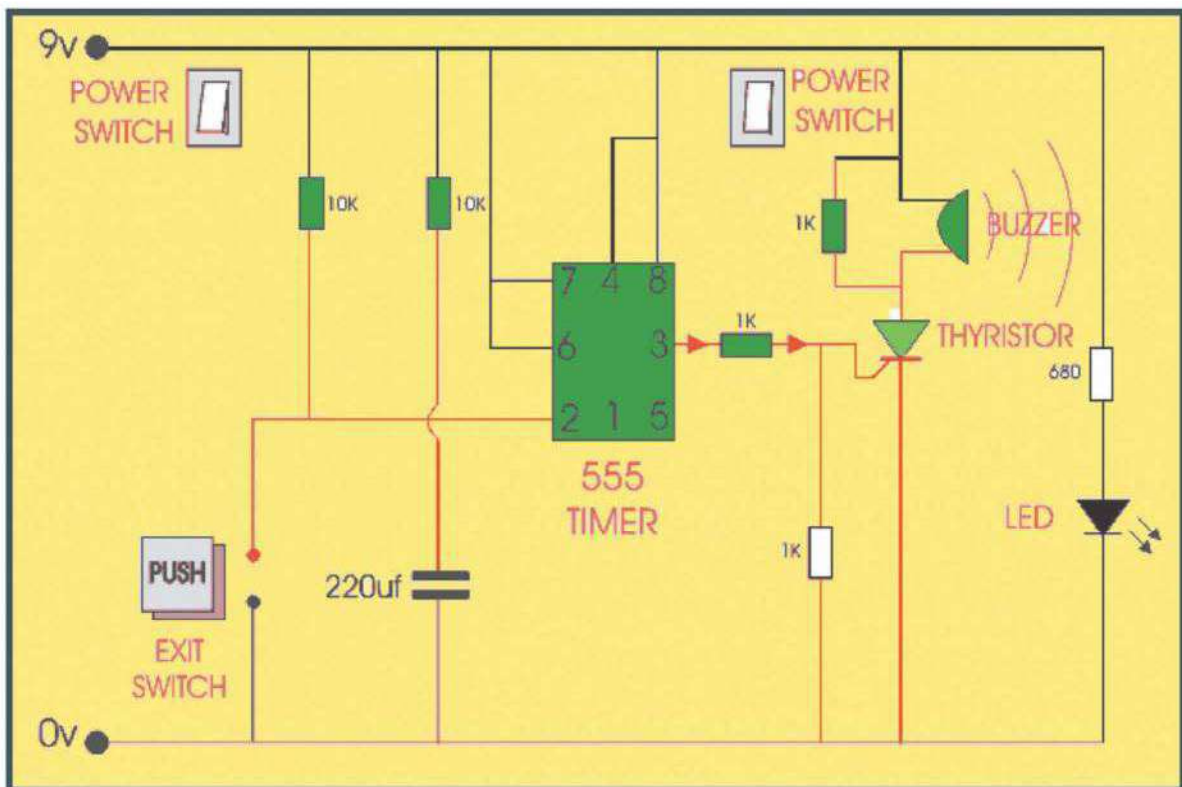 9v
POWER
SWITCH
POWER
SWITCH
10K
10K
1K
BUZZER
7 4 8
6 3
2 1 5
1K
THYRISTOR
680
555
TIMER
LED
1K
PUSH
220uf
EXIT
SWITCH
0v